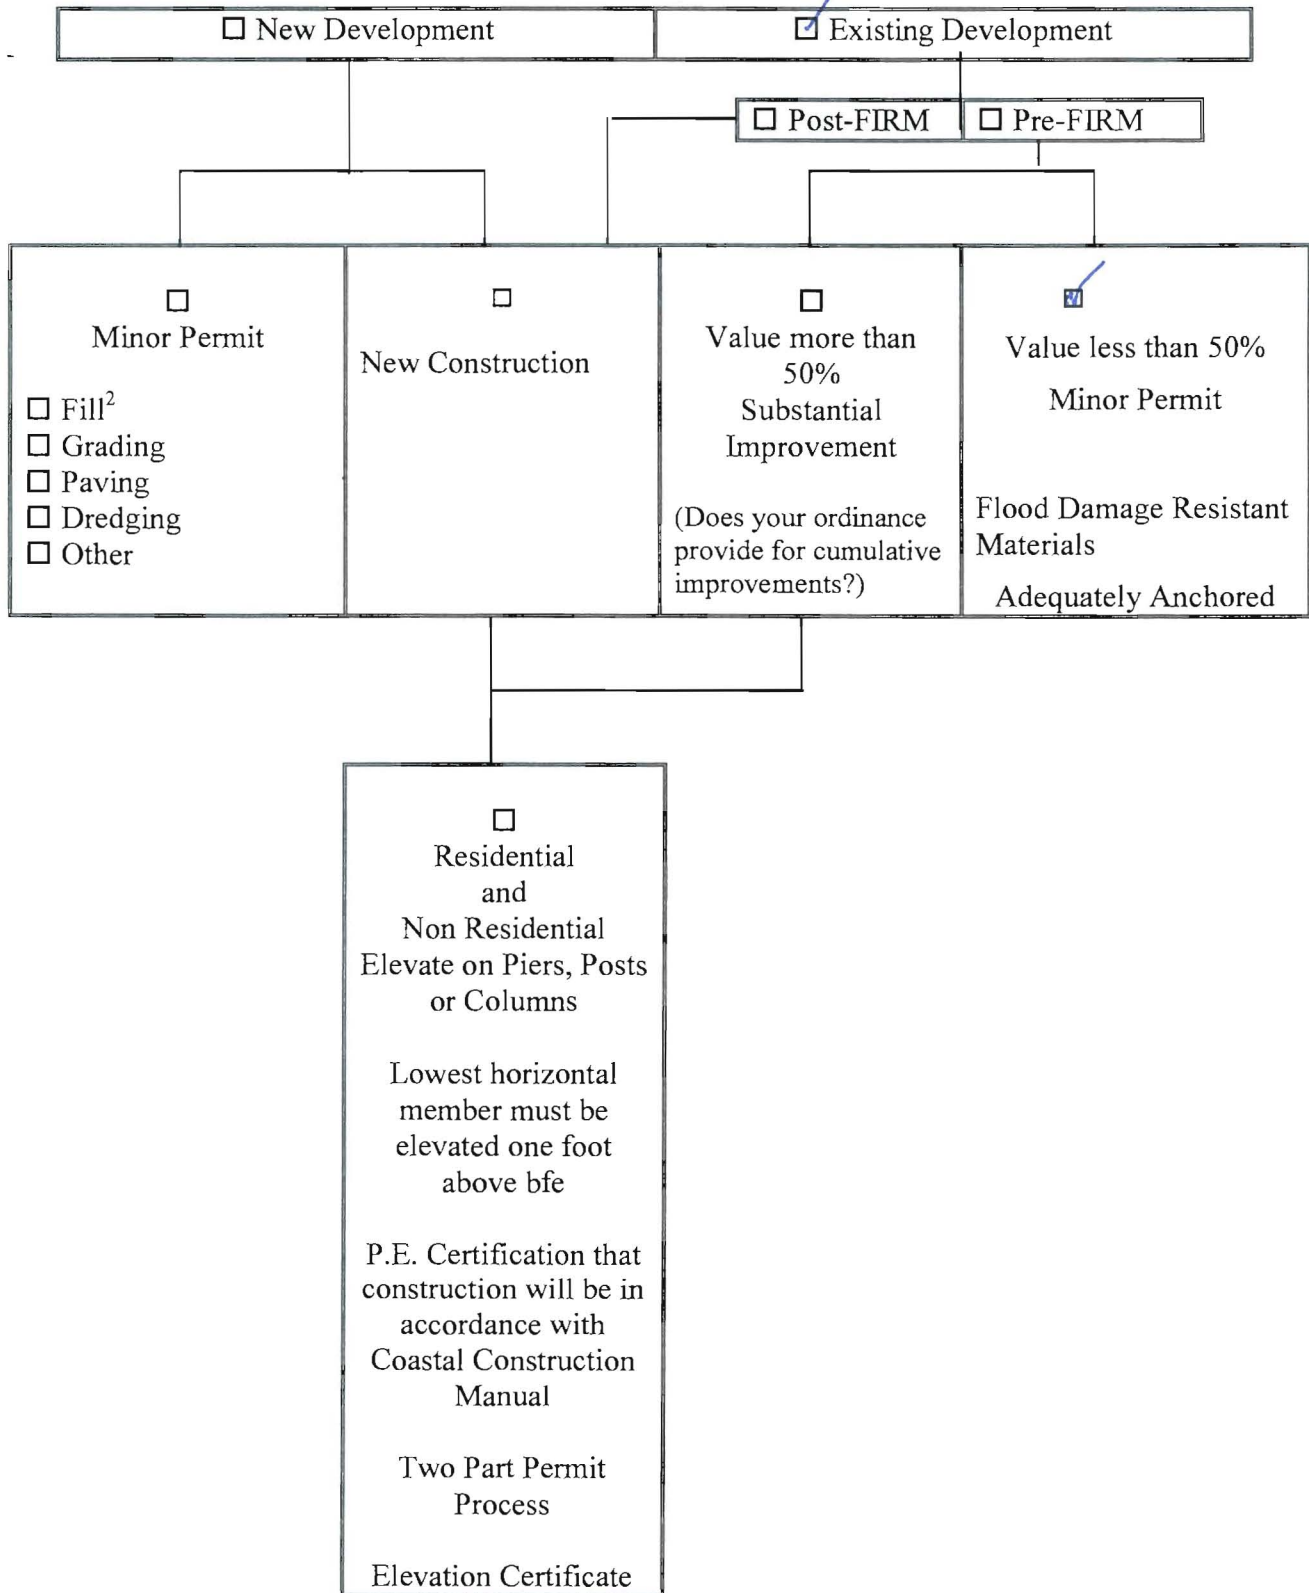 ☐ New Development
☑ Existing Development
☐ Post-FIRM
☐ Pre-FIRM
☐
Minor Permit
☐ Fill²
☐ Grading
☐ Paving
☐ Dredging
☐ Other
☐
New Construction
☐
Value more than
50%
Substantial
Improvement
(Does your ordinance
provide for cumulative
improvements?)
☑
Value less than 50%
Minor Permit
Flood Damage Resistant
Materials
Adequately Anchored
☐
Residential
and
Non Residential
Elevate on Piers, Posts
or Columns
Lowest horizontal
member must be
elevated one foot
above bfe
P.E. Certification that
construction will be in
accordance with
Coastal Construction
Manual
Two Part Permit
Process
Elevation Certificate